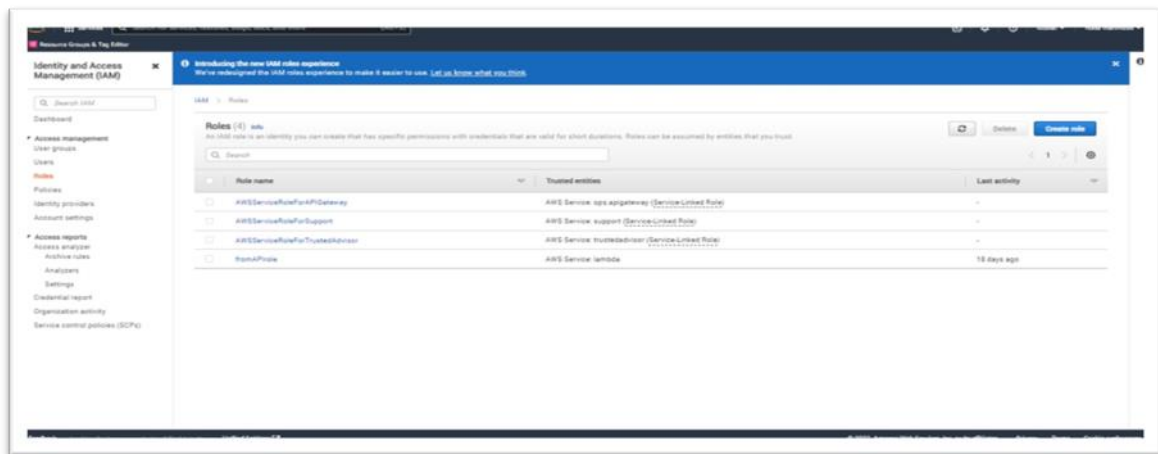 Resource Groups & Tag Editor
Identity and Access Management (IAM)
Search IAM
Dashboard
Access management
User groups
Users
Roles
Policies
Identity providers
Account settings
Access reports
Access analyzer
Archive rules
Analyzers
Settings
Credential report
Organization activity
Service control policies (SCPs)
Introducing the new IAM roles experience
We've redesigned the IAM roles experience to make it easier to use. Let us know what you think.
IAM > Roles
Roles (4) Info
An IAM role is an identity you can create that has specific permissions with credentials that are valid for short durations. Roles can be assumed by entities that you trust.
Delete Create role
Search
1
Role name Trusted entities Last activity
AWSServiceRoleForAPIGateway AWS Service: ops.apigateway (Service-Linked Role) -
AWSServiceRoleForSupport AWS Service: support (Service-Linked Role) -
AWSServiceRoleForTrustedAdvisor AWS Service: trustedadvisor (Service-Linked Role) -
AWS Service: lambda 18 days ago